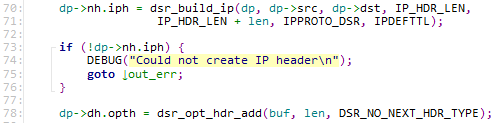 70: dp->nh.iph = dsr_build_ip(dp, dp->src, dp->dst, IP_HDR_LEN,
71: IP_HDR_LEN + len, IPPROTO_DSR, IPDEFTTL);
72:
73: if (!dp->nh.iph) {
74: DEBUG("Could not create IP header\n");
75: goto ↓out_err;
76: }
77:
78: dp->dh.opth = dsr_opt_hdr_add(buf, len, DSR_NO_NEXT_HDR_TYPE);